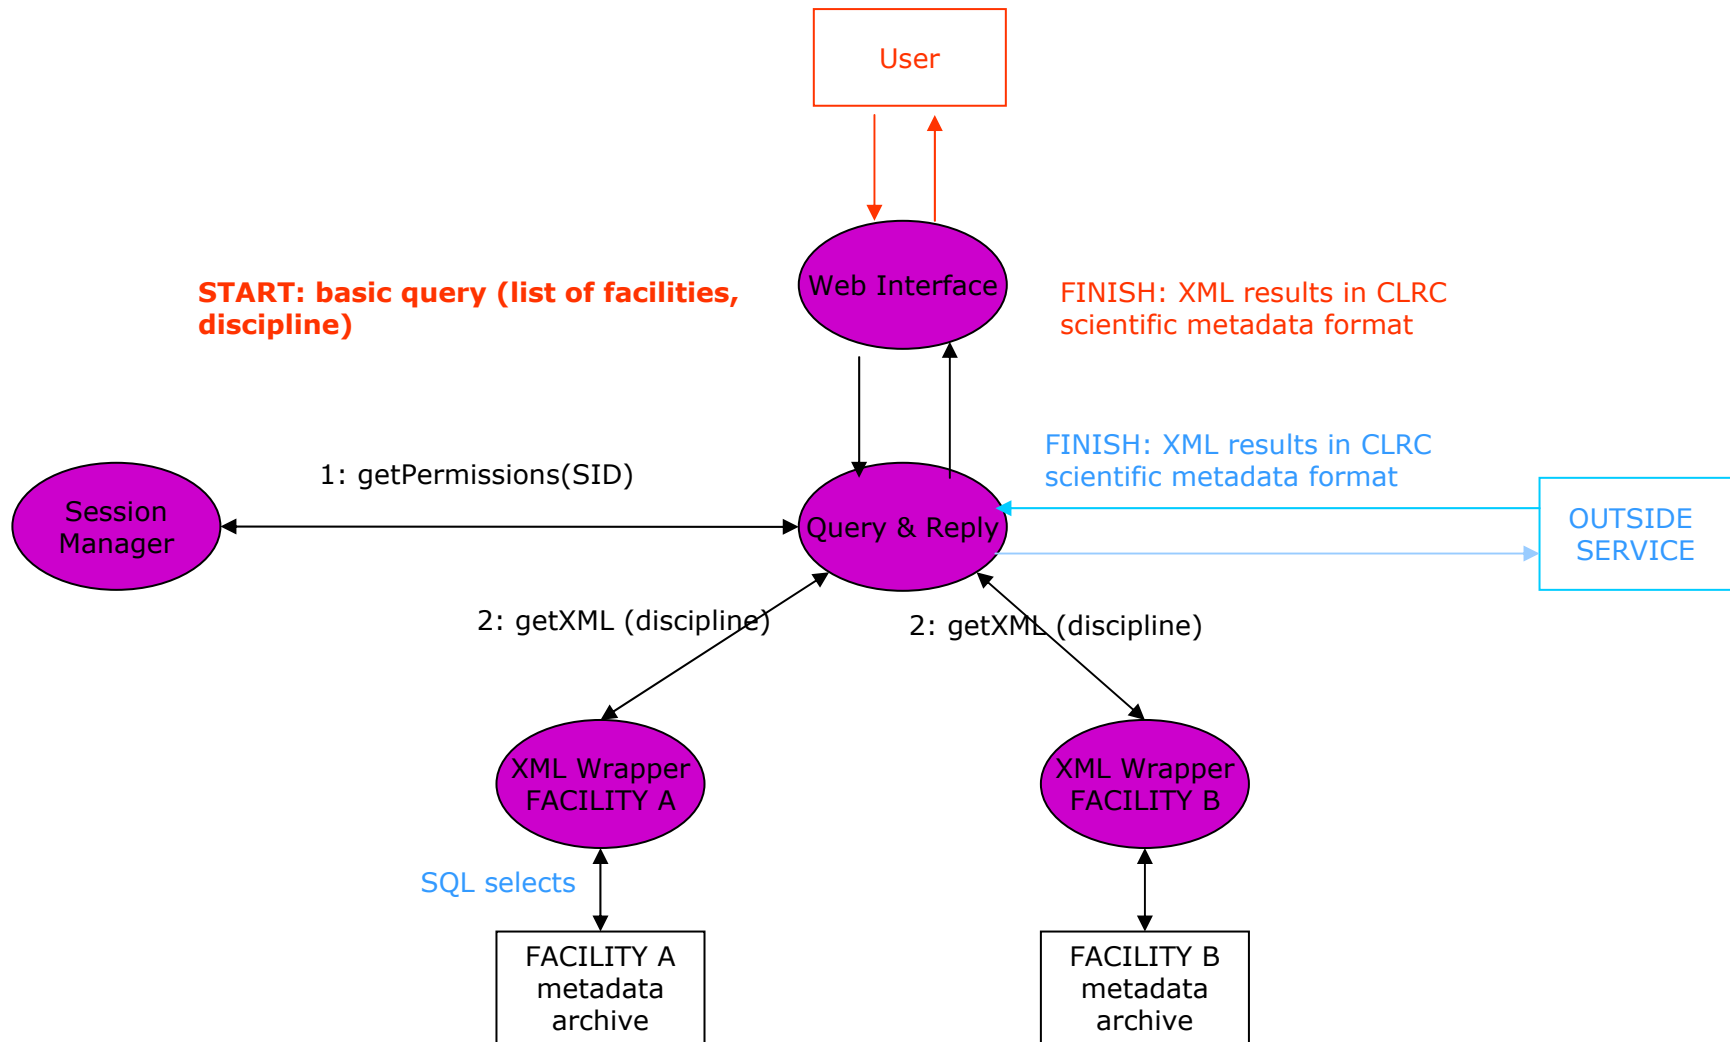 User
Web Interface
START: basic query (list of facilities,
discipline)
FINISH: XML results in CLRC
scientific metadata format
FINISH: XML results in CLRC
scientific metadata format
1: getPermissions(SID)
Session
Manager
Query & Reply
OUTSIDE
SERVICE
2: getXML (discipline)
2: getXML (discipline)
XML Wrapper
FACILITY A
XML Wrapper
FACILITY B
SQL selects
FACILITY A
metadata
archive
FACILITY B
metadata
archive